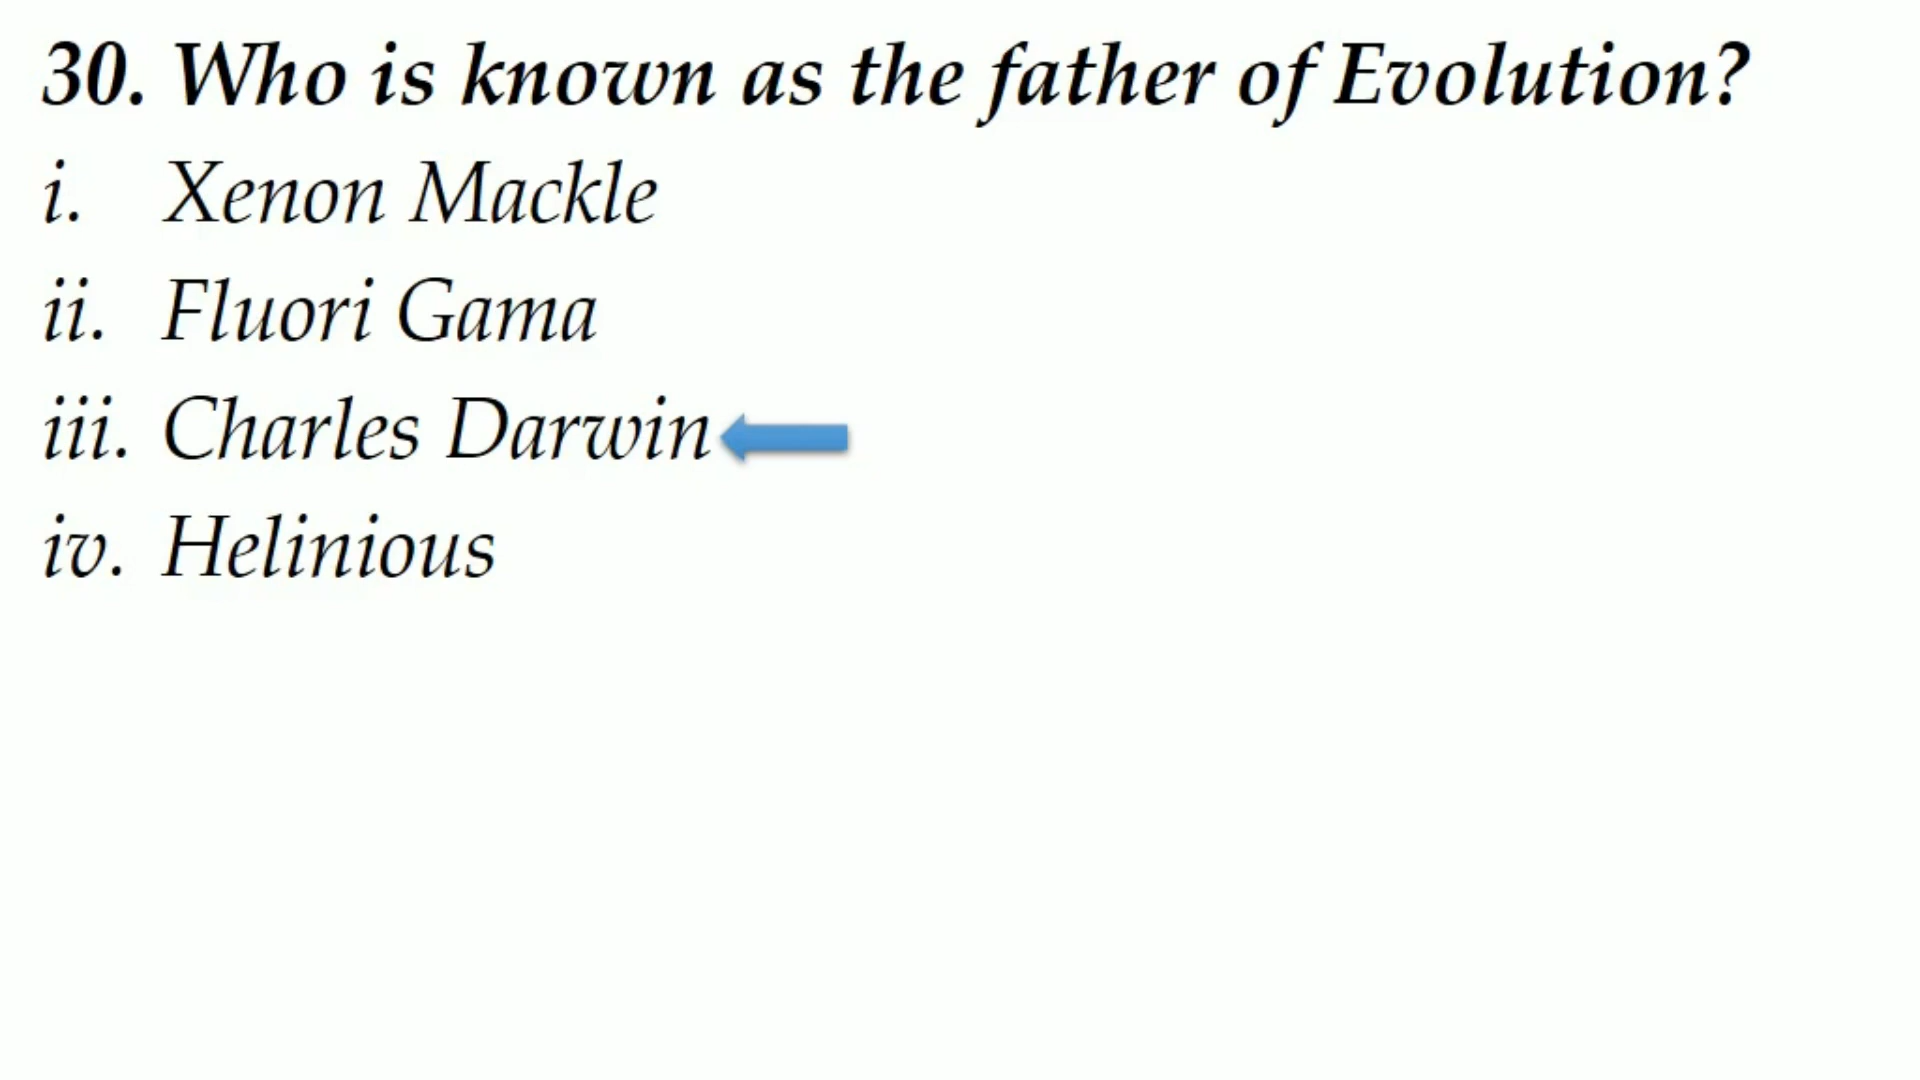 30. Who is known as the father of Evolution?
i. Xenon Mackle
ii. Fluori Gama
iii. Charles Darwin
iv. Helinious